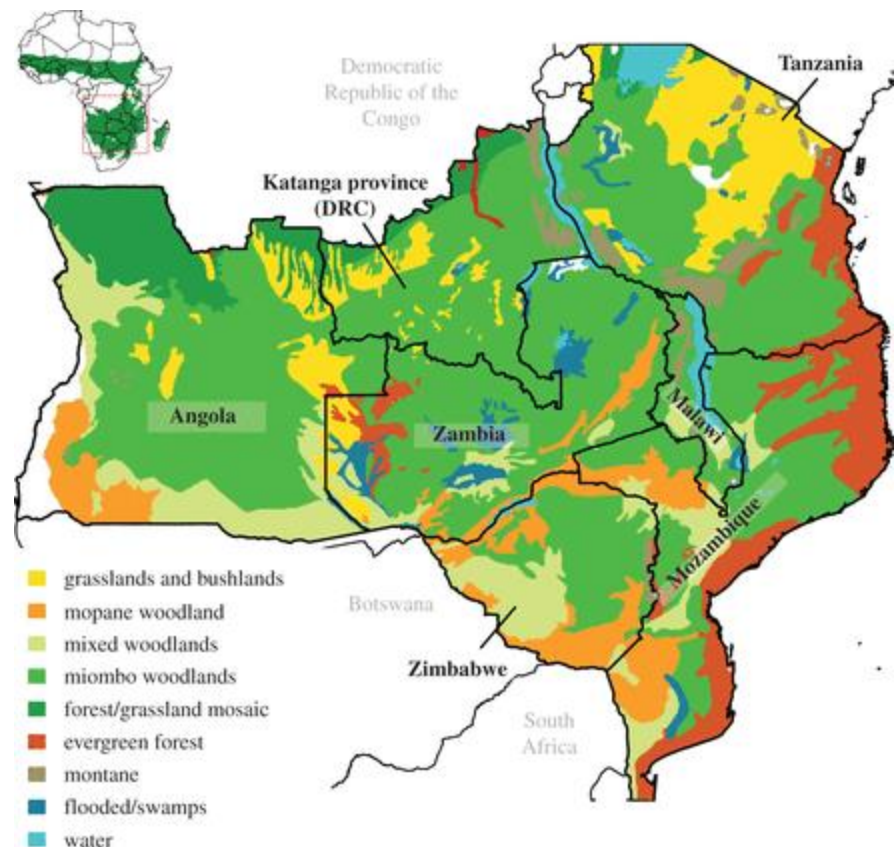 Democratic
Republic of the
Congo
Tanzania
Katanga province
(DRC)
Angola
Zambia
Malawi
Mozambique
Botswana
Zimbabwe
South
Africa
grasslands and bushlands
mopane woodland
mixed woodlands
miombo woodlands
forest/grassland mosaic
evergreen forest
montane
flooded/swamps
water